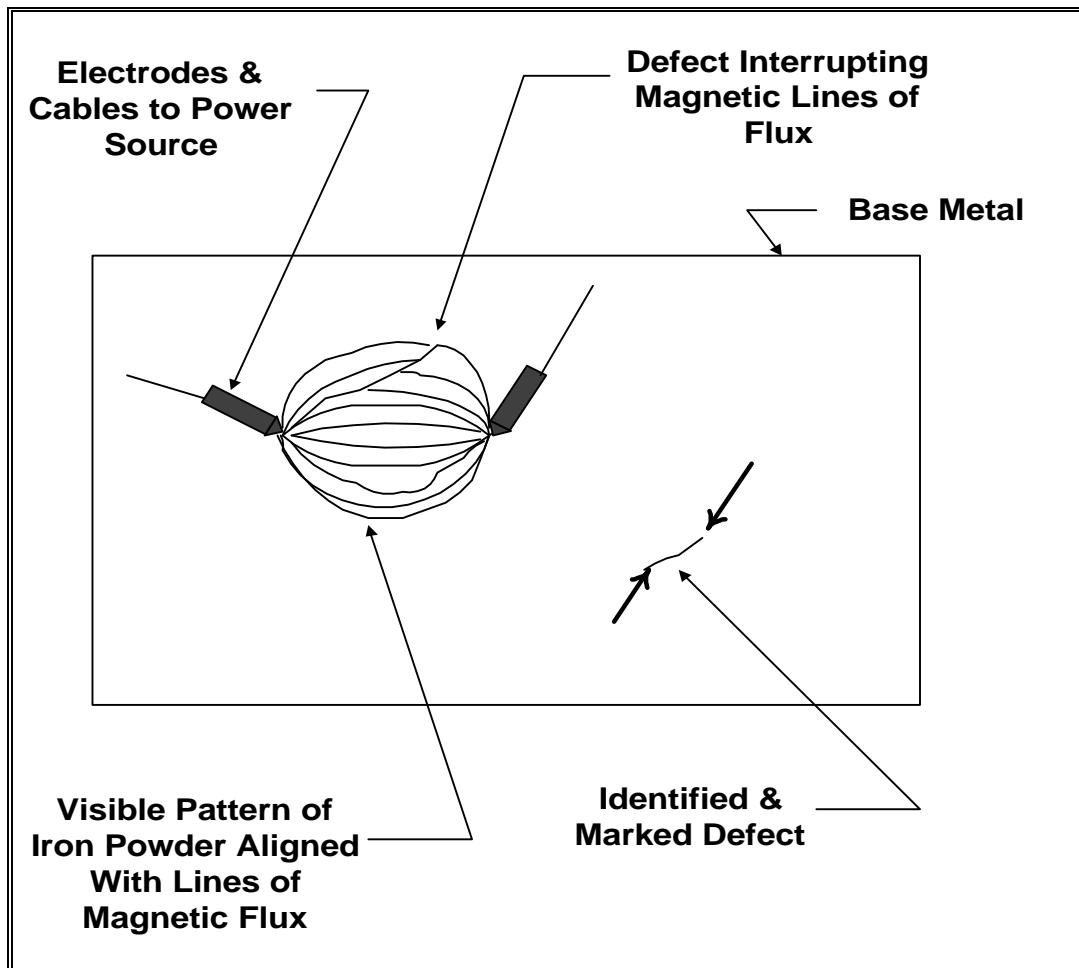 Electrodes &
Cables to Power
Source
Defect Interrupting
Magnetic Lines of
Flux
Base Metal
Visible Pattern of
Iron Powder Aligned
With Lines of
Magnetic Flux
Identified &
Marked Defect